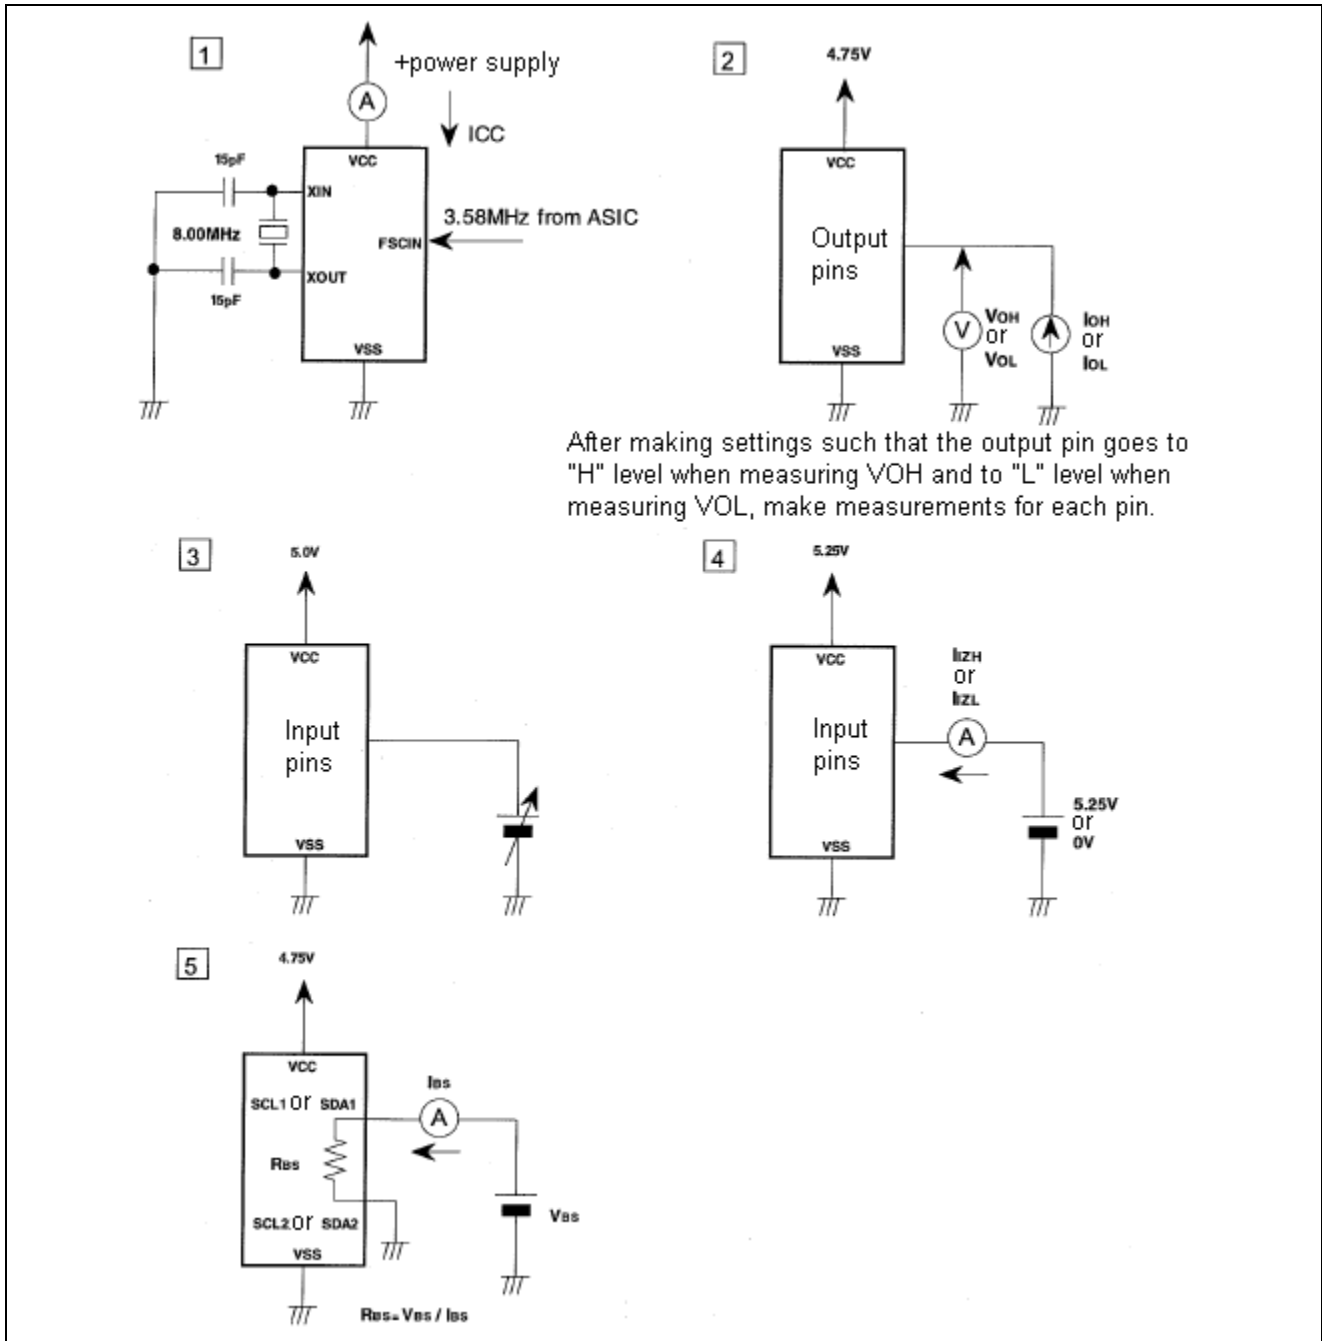 1
+power supply
A
ICC
VCC
15pF
XIN
8.00MHz
3.58MHz from ASIC
FSCIN
XOUT
15pF
VSS
2
4.75V
VCC
Output
pins
V
VOH
or
VOL
IOH
or
IOL
VSS
After making settings such that the output pin goes to
"H" level when measuring VOH and to "L" level when
measuring VOL, make measurements for each pin.
3
5.0V
VCC
Input
pins
VSS
4
5.25V
VCC
IIZH
or
IIZL
A
Input
pins
5.25V
or
0V
VSS
5
4.75V
VCC
SCL1 or SDA1
IBS
A
RBS
SCL2 or SDA2
VBS
VSS
RBS=VBS / IBS